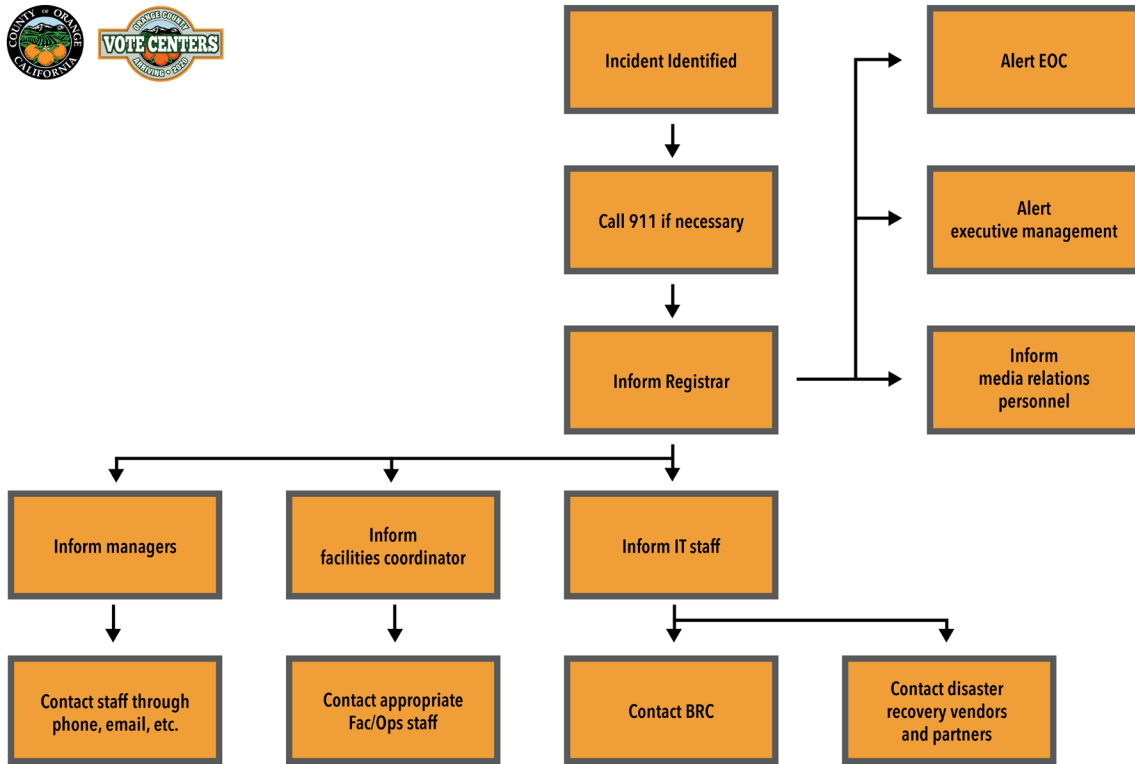 COUNTY OF ORANGE
CALIFORNIA
ORANGE COUNTY
VOTE CENTERS
ARRIVING • 2020
Incident Identified
Alert EOC
Call 911 if necessary
Alert
executive management
Inform Registrar
Inform
media relations
personnel
Inform managers
Inform
facilities coordinator
Inform IT staff
Contact staff through
phone, email, etc.
Contact appropriate
Fac/Ops staff
Contact BRC
Contact disaster
recovery vendors
and partners